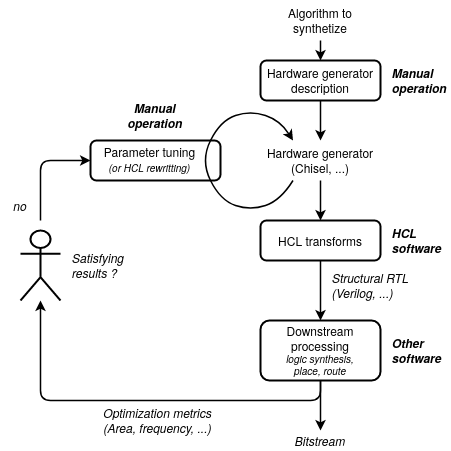 Algorithm to
synthetize
Hardware generator
description
Manual
operation
Manual
operation
Parameter tuning
(or HCL rewritting)
Hardware generator
(Chisel, ...)
no
HCL transforms
HCL
software
Satisfying
results ?
Structural RTL
(Verilog, ...)
Downstream
processing
logic synthesis,
place, route
Other
software
Optimization metrics
(Area, frequency, ...)
Bitstream